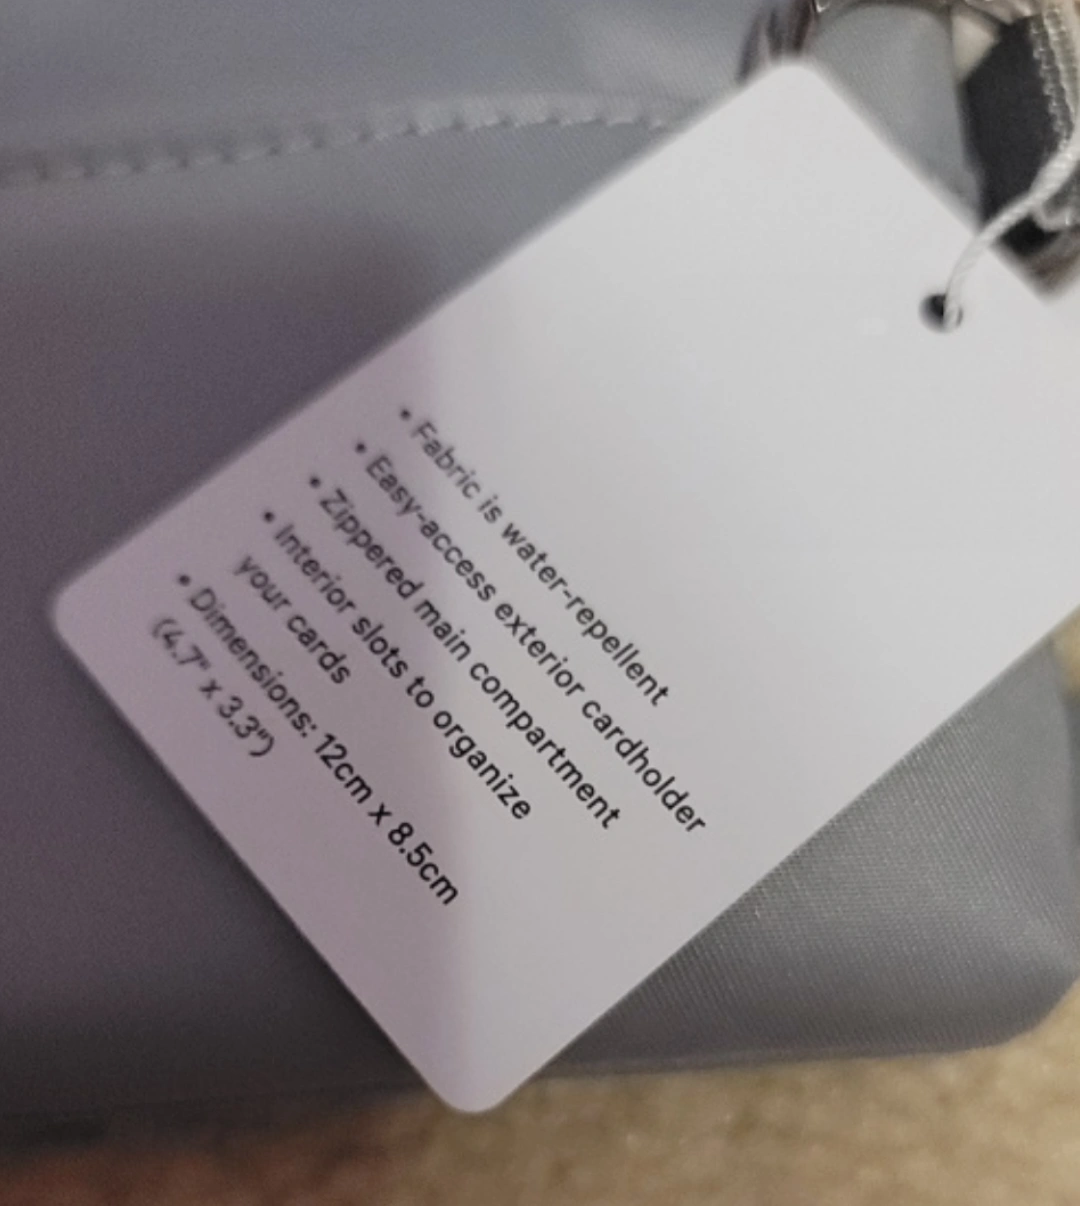 • Fabric is water-repellent
• Easy-access exterior cardholder
• Zippered main compartment
• Interior slots to organize
your cards
• Dimensions: 12cm x 8.5cm
(4.7" x 3.3")